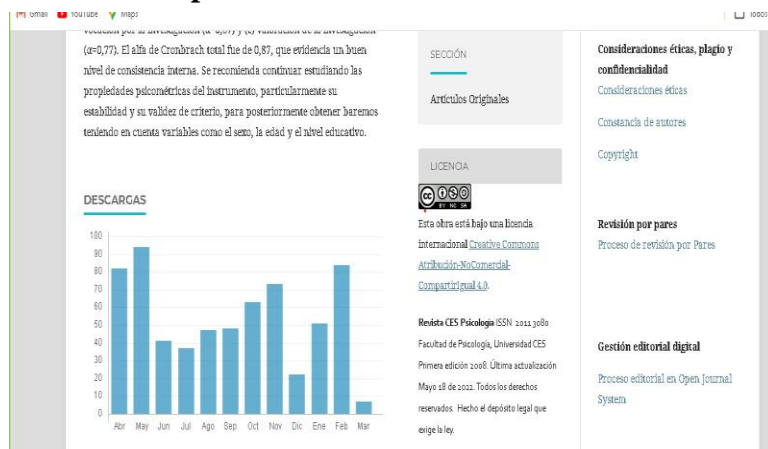 Gmail
YouTube
Maps
Todos
vocación por la investigación
(α=0,77). El alfa de Cronbrach total fue de 0,87, que evidencia un buen
nivel de consistencia interna. Se recomienda continuar estudiando las
propiedades psicométricas del instrumento, particularmente su
estabilidad y su validez de criterio, para posteriormente obtener baremos
teniendo en cuenta variables como el sexo, la edad y el nivel educativo.
DESCARGAS
100
90
80
70
60
50
40
30
20
10
0
Abr May Jun Jul Ago Sep Oct Nov Dic Ene Feb Mar
SECCIÓN
Artículos Originales
LICENCIA
cc
BY NC SA
Esta obra está bajo una licencia
internacional Creative Commons
Atribución-NoComercial-
CompartirIgual 4.0.
Revista CES Psicología ISSN 2011 3080
Facultad de Psicología, Universidad CES
Primera edición 2008. Última actualización
Mayo 18 de 2022. Todos los derechos
reservados. Hecho el depósito legal que
exige la ley.
Consideraciones éticas, plagio y
confidencialidad
Consideraciones éticas
Constancia de autores
Copyright
Revisión por pares
Proceso de revisión por Pares
Gestión editorial digital
Proceso editorial en Open Journal
System